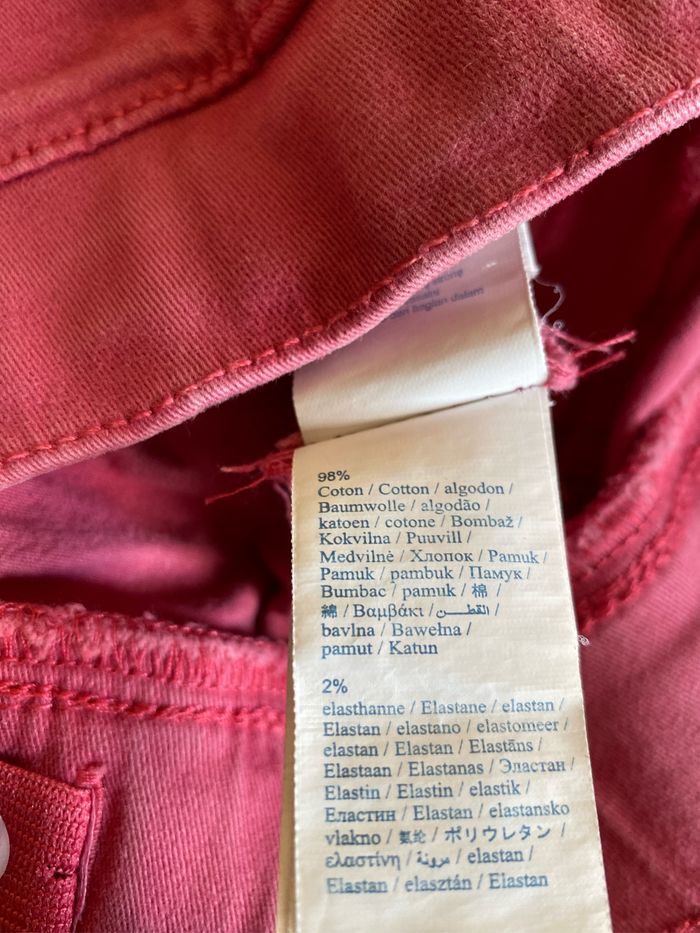 dalam
98%
Coton / Cotton / algodon /
Baumwolle / algodão /
katoen / cotone / Bombaž /
Kokvilna / Puuvill /
Medvilnė / Хлопок / Pamuk /
Pamuk / pambuk / Памук /
Bumbac / pamuk / 棉 /
綿 / Βαμβάκι / القطــن /
bavlna / Bawełna /
pamut / Katun
2%
elasthanne / Elastane / elastan /
Elastan / elastano / elastomeer /
elastan / Elastan / Elastāns /
Elastaan / Elastanas / Эластан /
Elastin / Elastin / elastik /
Еластин / Elastan / elastansko
vlakno / 氨纶 / ポリウレタン /
ελαστίνη / مرونة / elastan /
Elastan / elasztán / Elastan